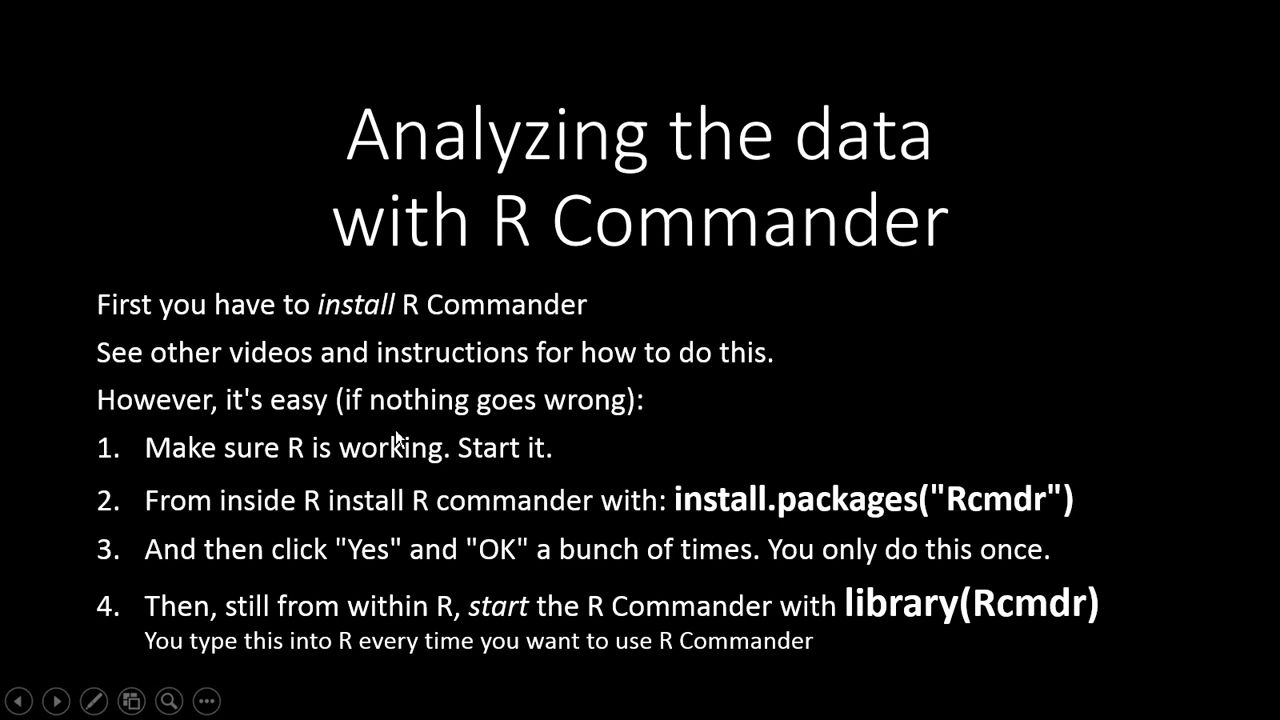 Analyzing the data
with R Commander
First you have to install R Commander
See other videos and instructions for how to do this.
However, it's easy (if nothing goes wrong):
1. Make sure R is working. Start it.
2. From inside R install R commander with: install.packages("Rcmdr")
3. And then click "Yes" and "OK" a bunch of times. You only do this once.
4. Then, still from within R, start the R Commander with library(Rcmdr)
You type this into R every time you want to use R Commander